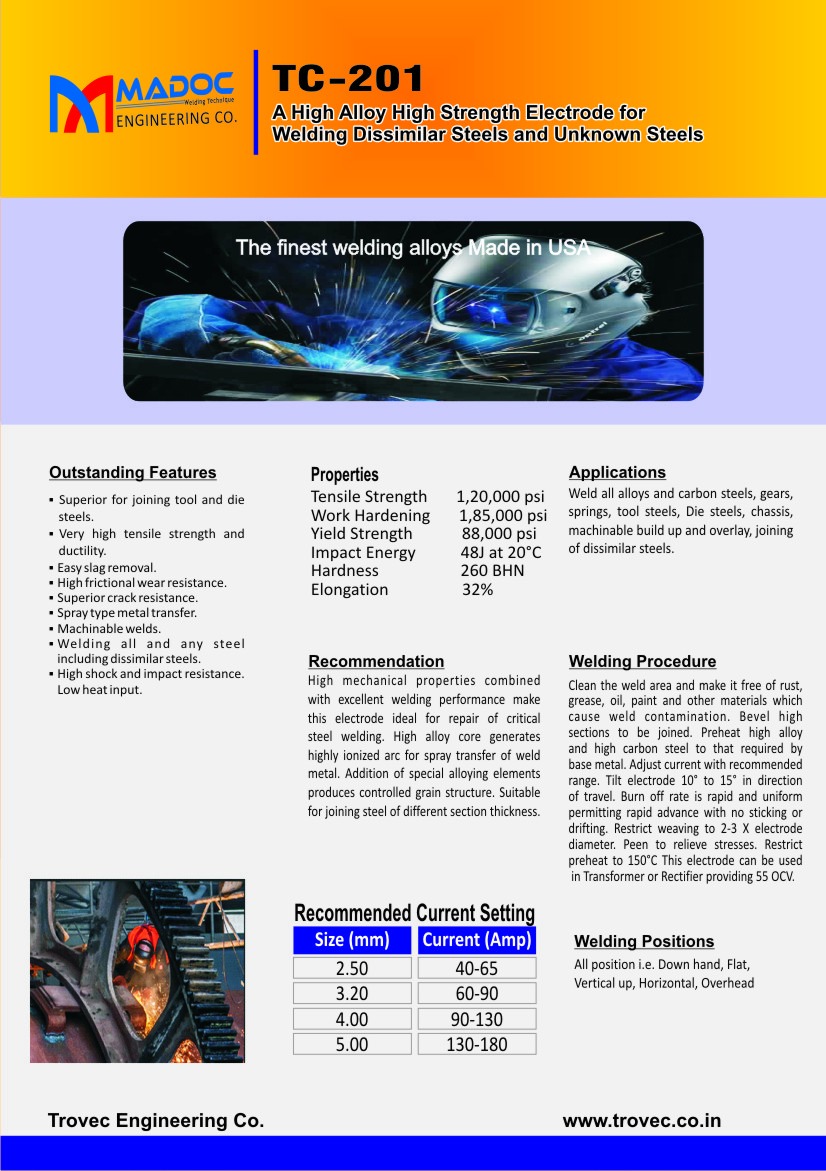 MADOC
Welding Technique
ENGINEERING CO.
TC-201
A High Alloy High Strength Electrode for
Welding Dissimilar Steels and Unknown Steels
The finest welding alloys Made in USA
optrel
Outstanding Features
▪ Superior for joining tool and die
steels.
▪ Very high tensile strength and
ductility.
▪ Easy slag removal.
▪ High frictional wear resistance.
▪ Superior crack resistance.
▪ Spray type metal transfer.
▪ Machinable welds.
▪ Welding all and any steel
including dissimilar steels.
▪ High shock and impact resistance.
Low heat input.
Properties
Tensile Strength 1,20,000 psi
Work Hardening 1,85,000 psi
Yield Strength 88,000 psi
Impact Energy 48J at 20°C
Hardness 260 BHN
Elongation 32%
Applications
Weld all alloys and carbon steels, gears,
springs, tool steels, Die steels, chassis,
machinable build up and overlay, joining
of dissimilar steels.
Recommendation
High mechanical properties combined
with excellent welding performance make
this electrode ideal for repair of critical
steel welding. High alloy core generates
highly ionized arc for spray transfer of weld
metal. Addition of special alloying elements
produces controlled grain structure. Suitable
for joining steel of different section thickness.
Welding Procedure
Clean the weld area and make it free of rust,
grease, oil, paint and other materials which
cause weld contamination. Bevel high
sections to be joined. Preheat high alloy
and high carbon steel to that required by
base metal. Adjust current with recommended
range. Tilt electrode 10° to 15° in direction
of travel. Burn off rate is rapid and uniform
permitting rapid advance with no sticking or
drifting. Restrict weaving to 2-3 X electrode
diameter. Peen to relieve stresses. Restrict
preheat to 150°C This electrode can be used
in Transformer or Rectifier providing 55 OCV.
Recommended Current Setting
Size (mm) Current (Amp)
2.50 40-65
3.20 60-90
4.00 90-130
5.00 130-180
Welding Positions
All position i.e. Down hand, Flat,
Vertical up, Horizontal, Overhead
Trovec Engineering Co.
www.trovec.co.in